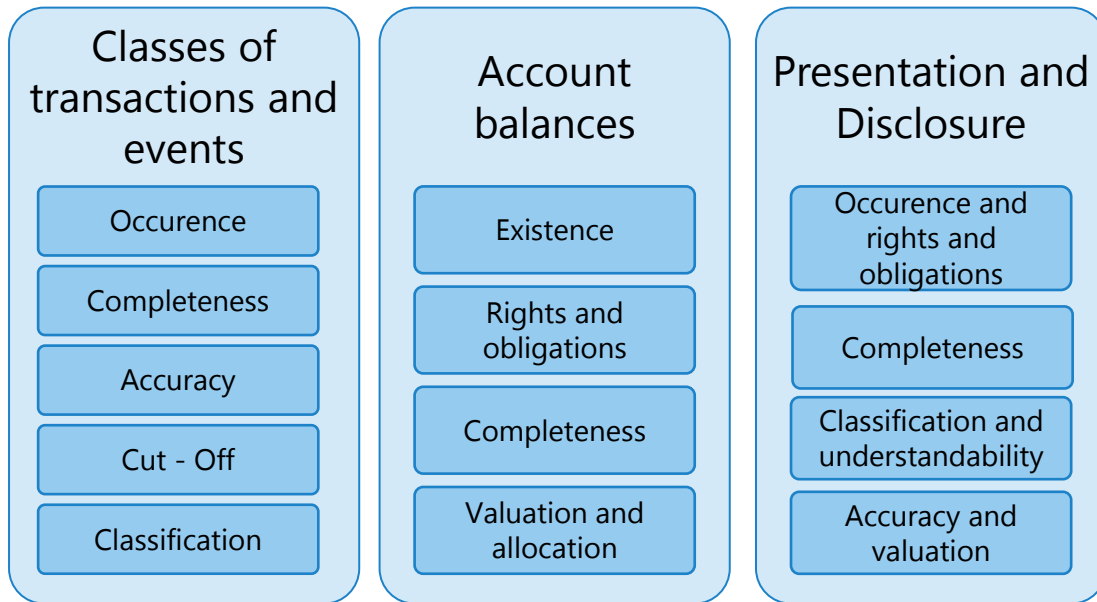 Classes of
transactions and
events
Occurence
Completeness
Accuracy
Cut - Off
Classification
Account
balances
Existence
Rights and
obligations
Completeness
Valuation and
allocation
Presentation and
Disclosure
Occurence and
rights and
obligations
Completeness
Classification and
understandability
Accuracy and
valuation